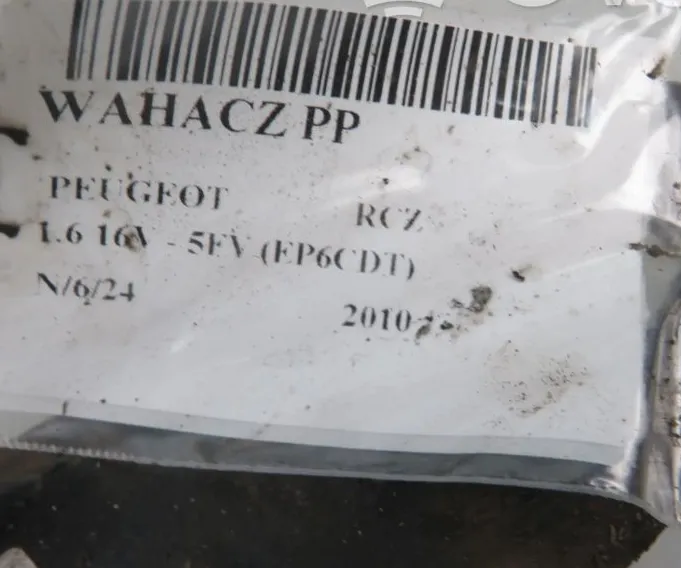 WAHACZ PP
PEUGEOT RCZ
1.6 16V - 5FV (EP6CDT)
N/6/24 2010-